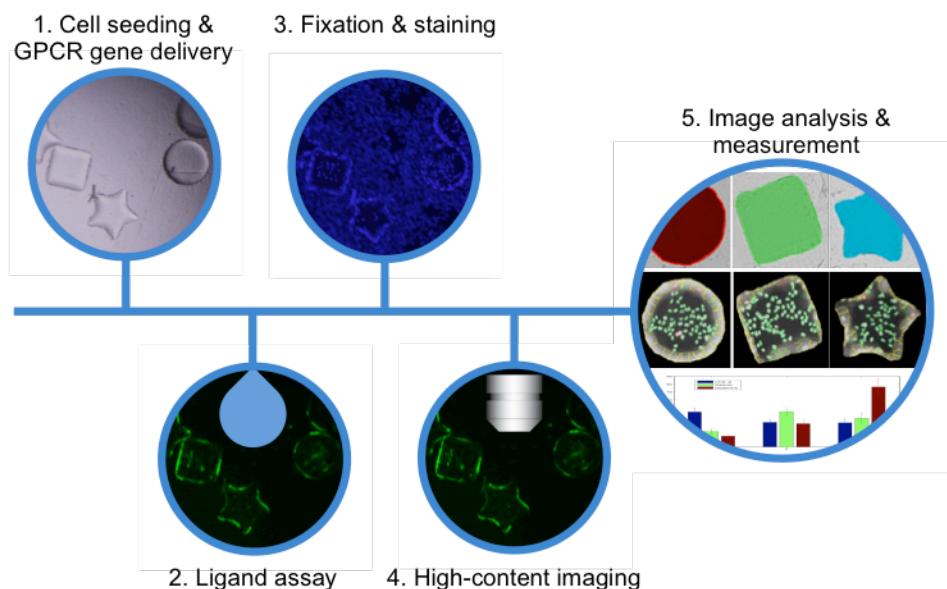 1. Cell seeding &
GPCR gene delivery
3. Fixation & staining
5. Image analysis &
measurement
2. Ligand assay
4. High-content imaging